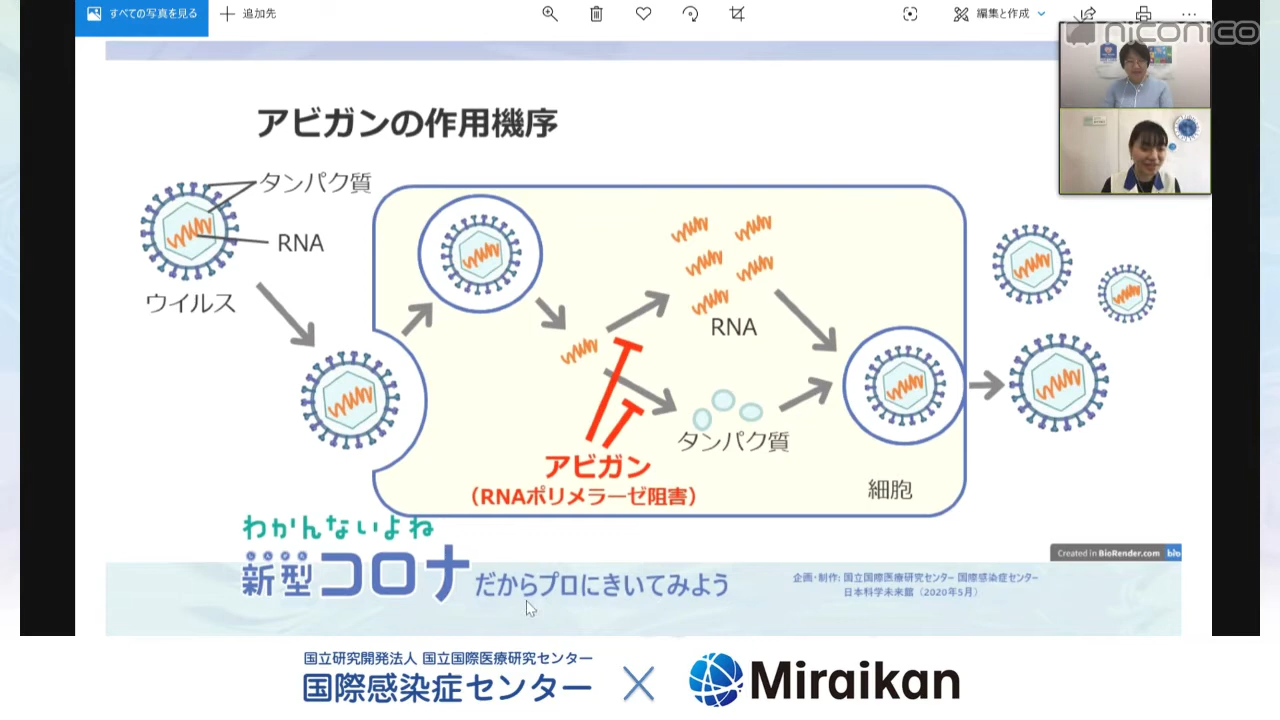 すべての写真を見る
追加先
編集と作成
niconico
アビガンの作用機序
タンパク質
RNA
ウイルス
RNA
タンパク質
アビガン
（RNAポリメラーゼ阻害）
細胞
Created in BioRender.com bio
わかんないよね
しんがた
新型コロナ だからプロにきいてみよう
企画・制作: 国立国際医療研究センター 国際感染症センター
日本科学未来館（2020年5月）
国立研究開発法人 国立国際医療研究センター
国際感染症センター × Miraikan